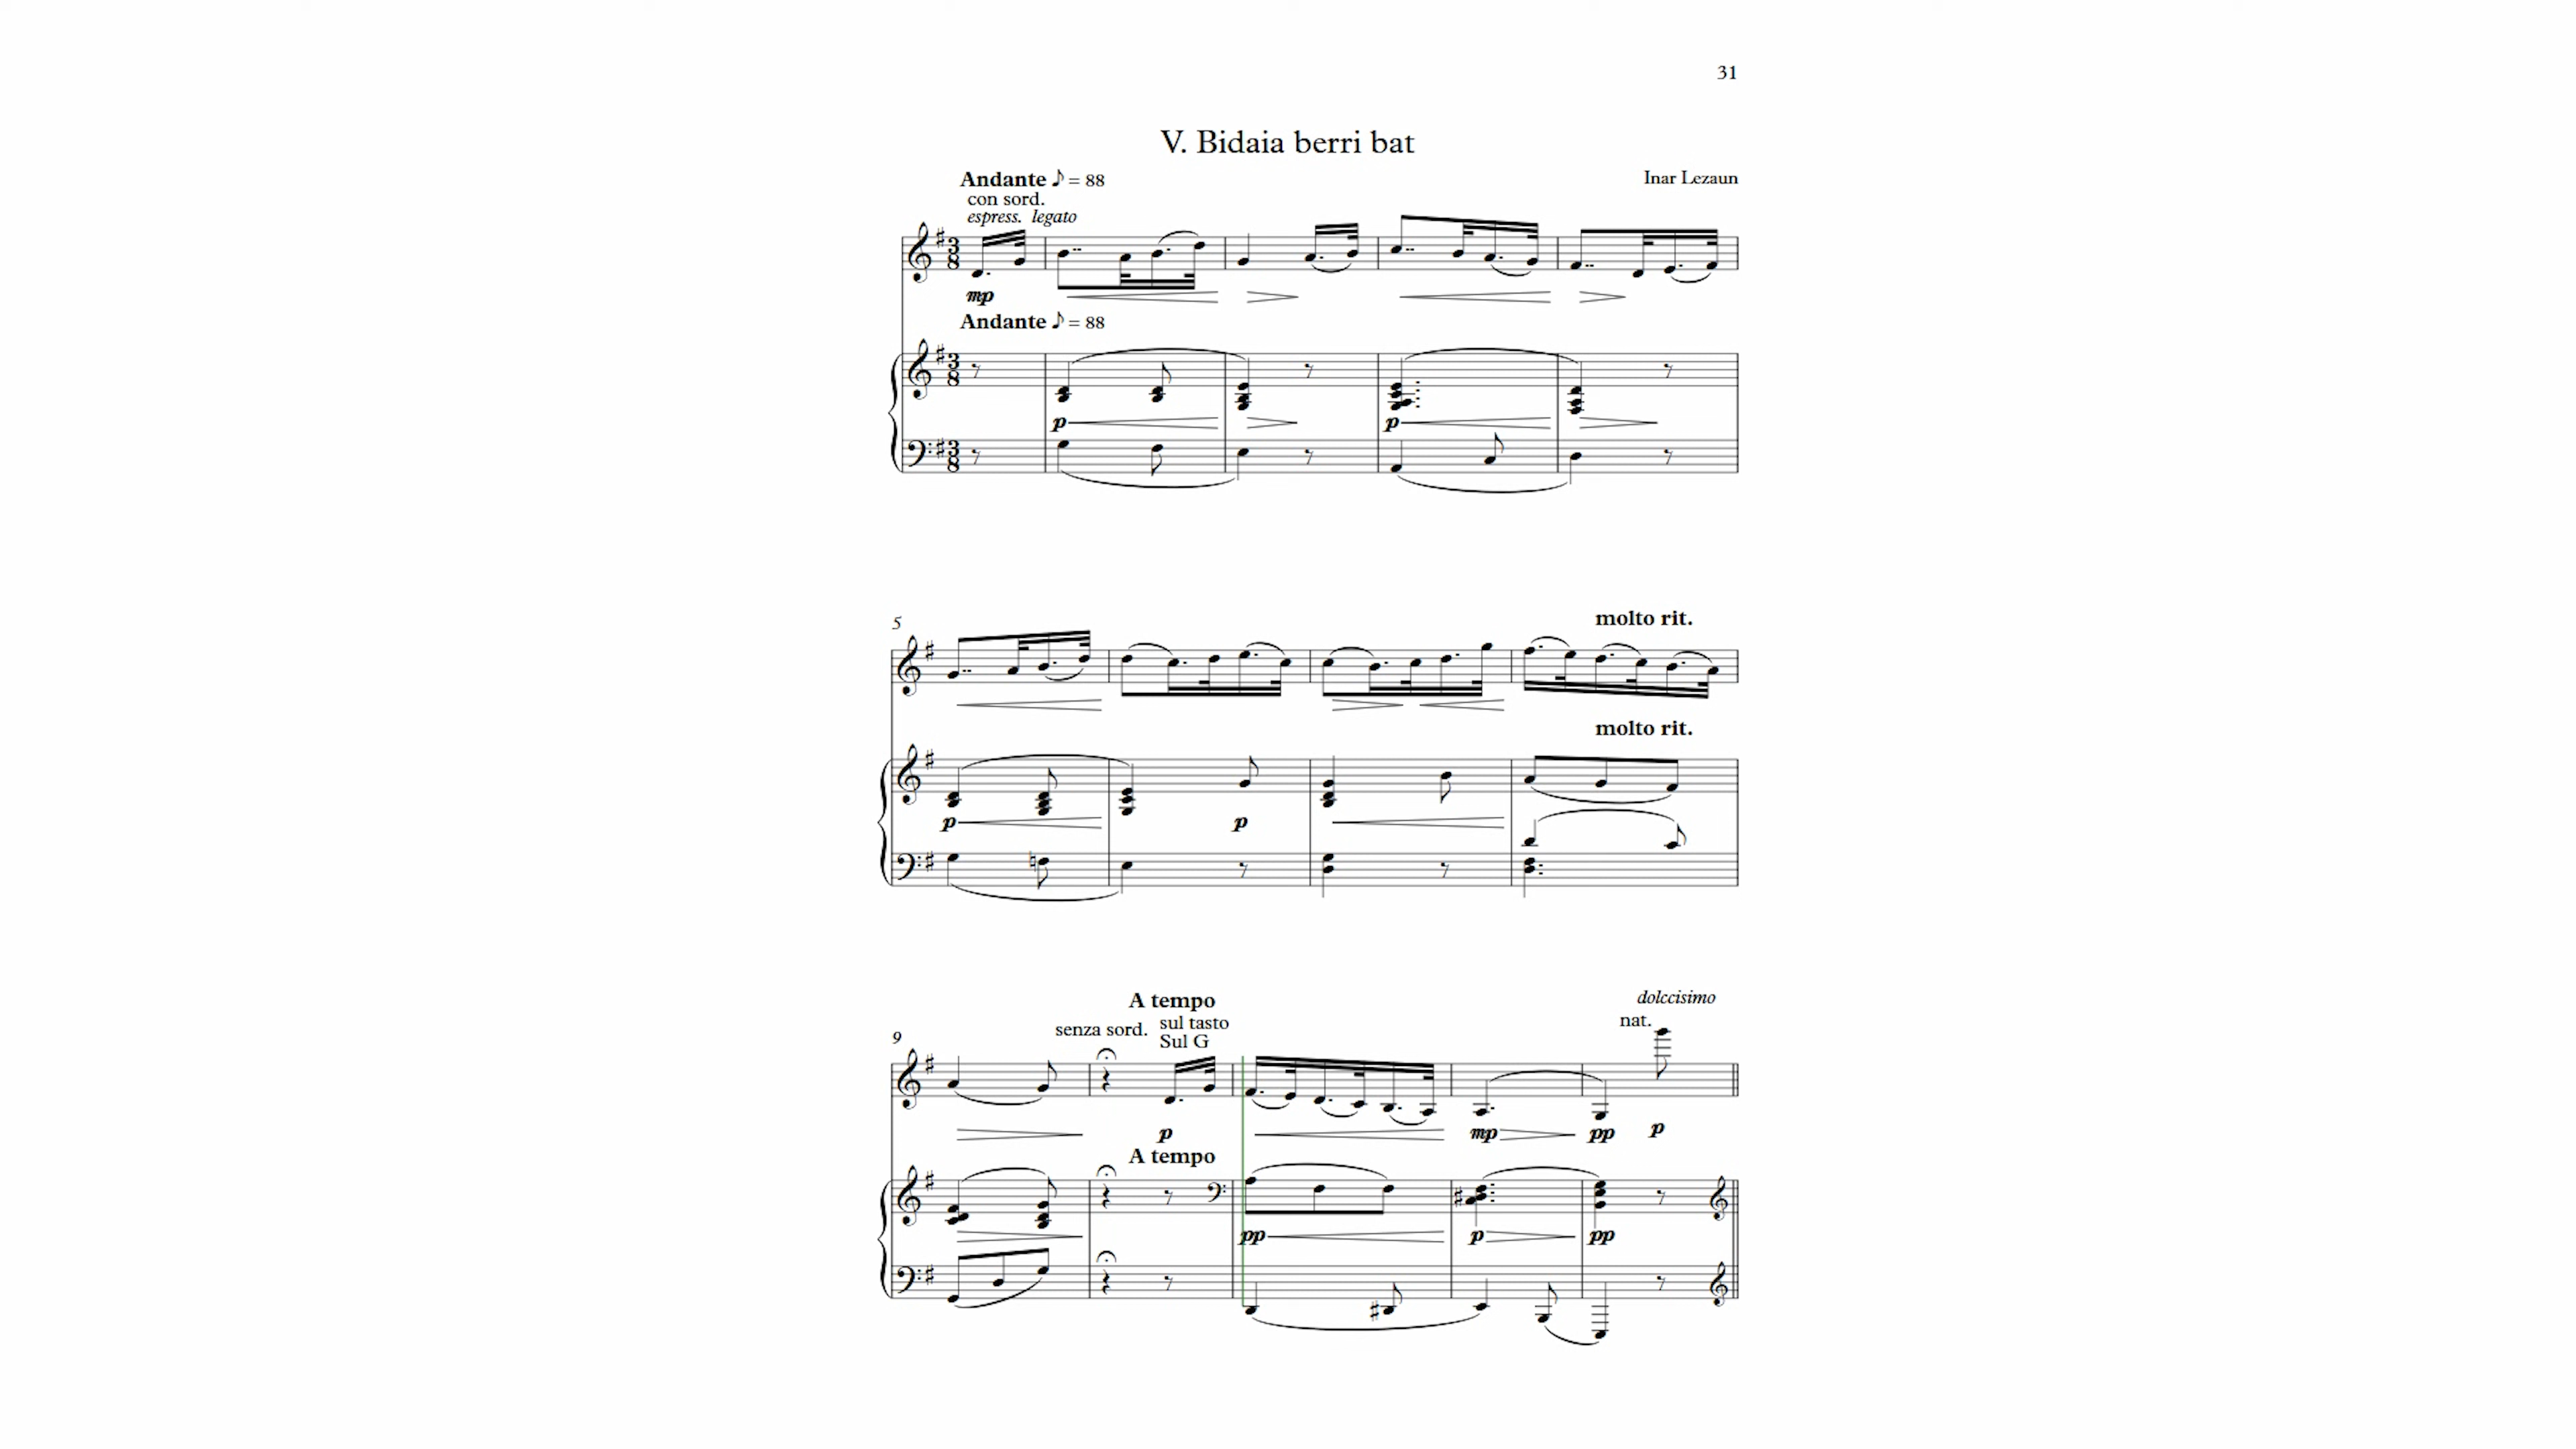 31
V. Bidaia berri bat
Andante ♪ = 88
Inar Lezaun
con sord.
espress. legato
mp
Andante ♪ = 88
p
p
5
molto rit.
molto rit.
p
p
9
A tempo
dolccisimo
senza sord.
sul tasto
nat.
Sul G
p
mp
pp
p
A tempo
pp
p
pp